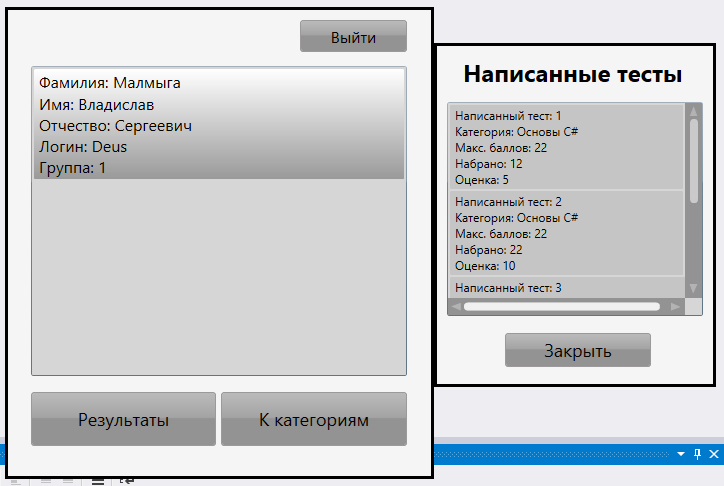 Выйти
Фамилия: Малмыга
Имя: Владислав
Отчество: Сергеевич
Логин: Deus
Группа: 1
Результаты
К категориям
Написанные тесты
Написанный тест: 1
Категория: Основы C#
Макс. баллов: 22
Набрано: 12
Оценка: 5
Написанный тест: 2
Категория: Основы C#
Макс. баллов: 22
Набрано: 22
Оценка: 10
Написанный тест: 3
Закрыть